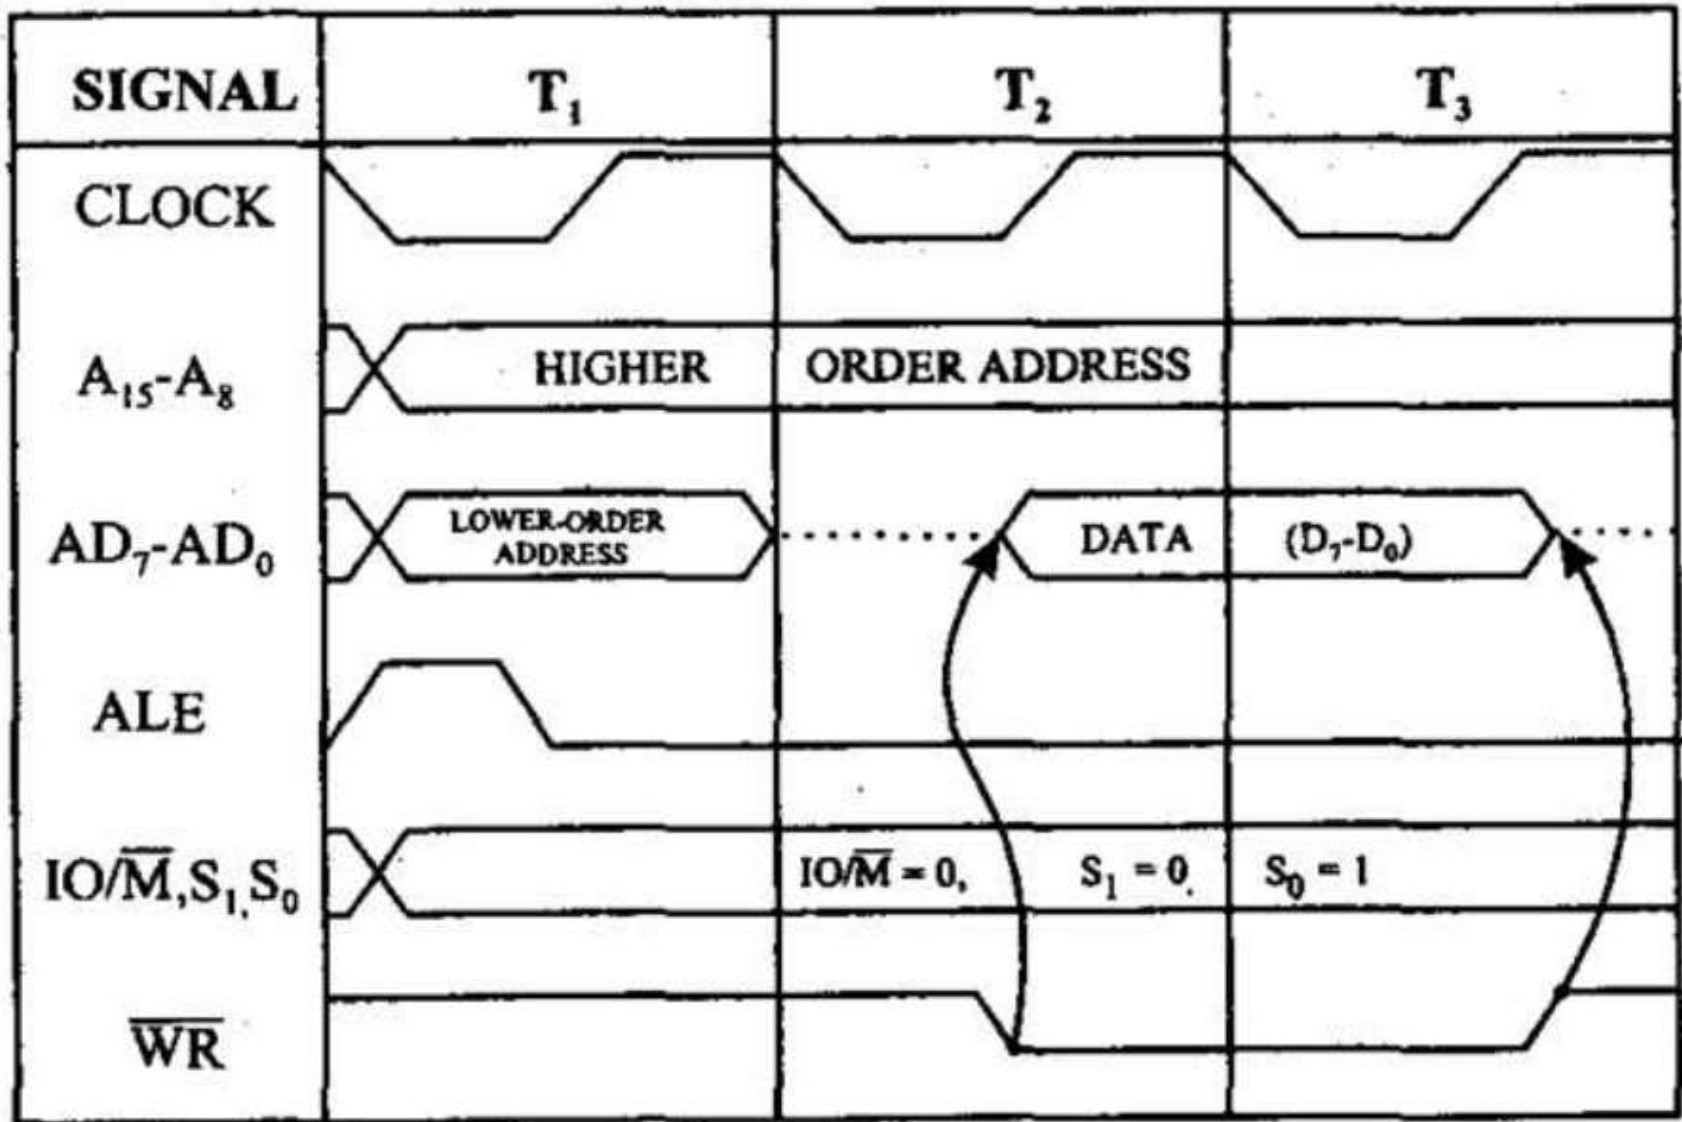 SIGNAL T₁ T₂ T₃
CLOCK
A₁₅-A₈ HIGHER ORDER ADDRESS
AD₇-AD₀ LOWER-ORDER ADDRESS DATA (D₇-D₀)
ALE
IO/M̅,S₁,S₀ IO/M̅ = 0, S₁ = 0, S₀ = 1
W̅R̅